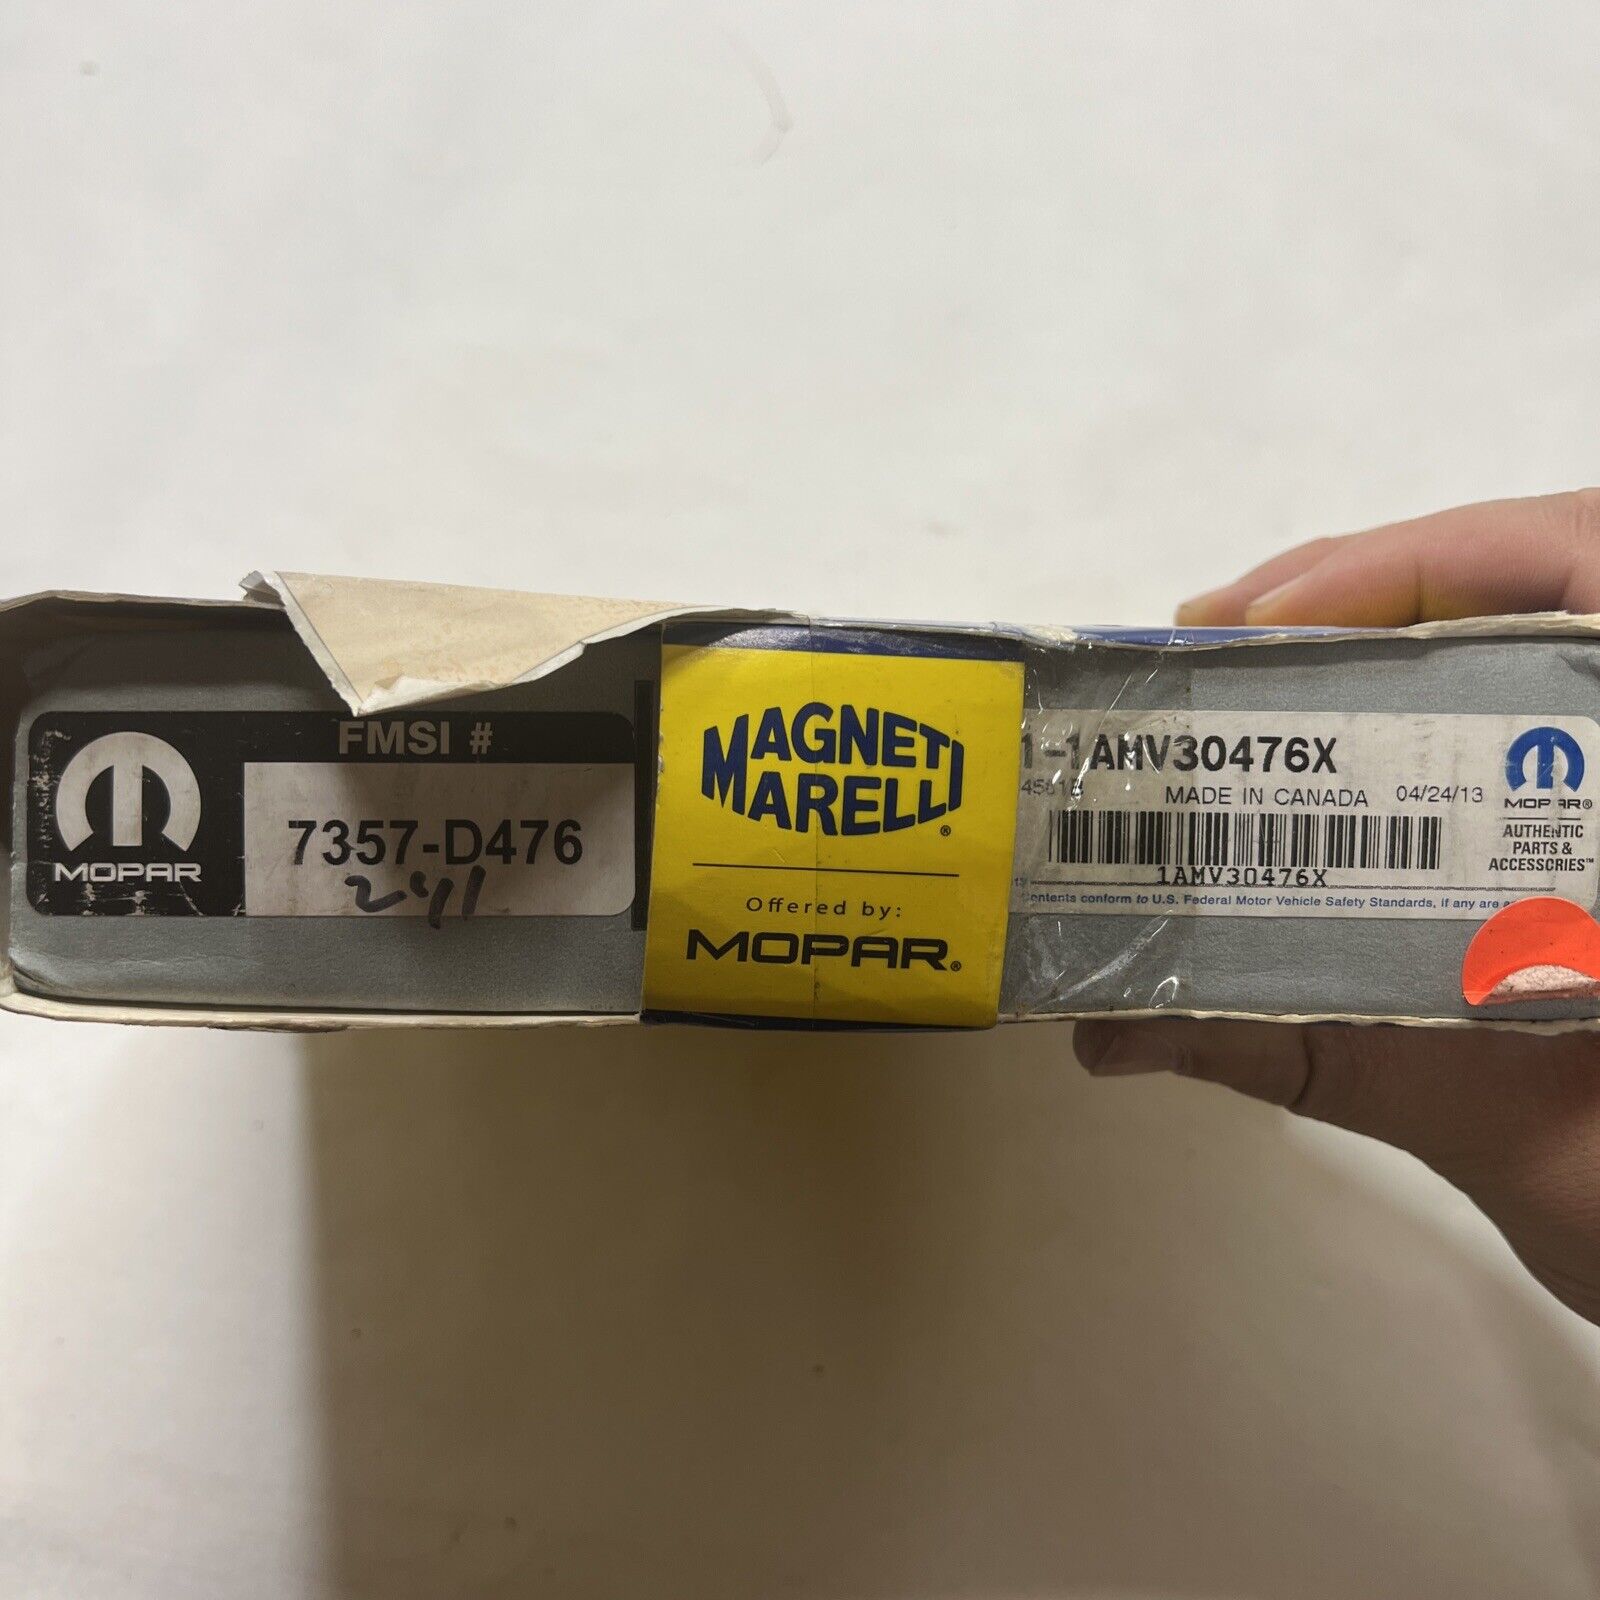 FMSI #
MOPAR
7357-D476
241
MAGNETI
MARELLI®
Offered by:
MOPAR®
1-1AMV30476X
MADE IN CANADA 04/24/13
1AMV30476X
contents conform to U.S. Federal Motor Vehicle Safety Standards, if any are
MOPAR®
AUTHENTIC
PARTS &
ACCESSORIES™